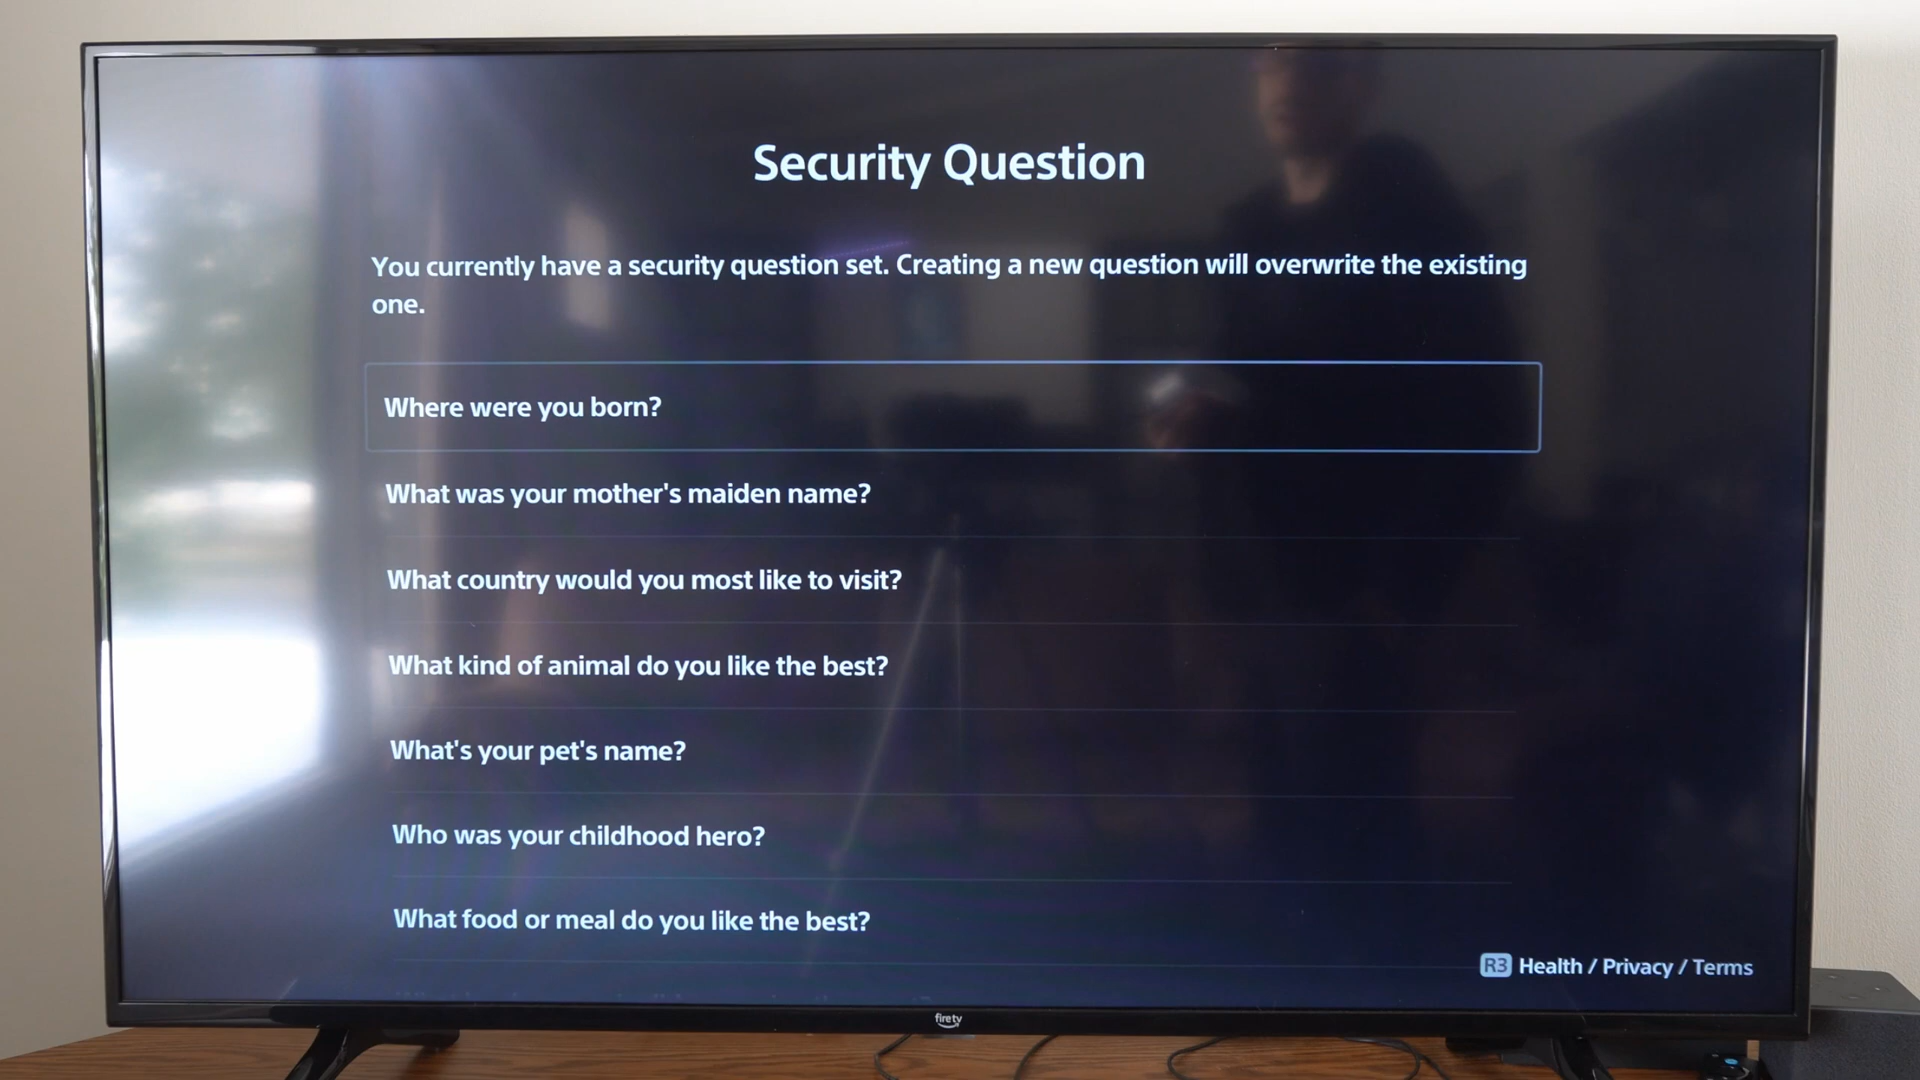 Security Question
You currently have a security question set. Creating a new question will overwrite the existing
one.
Where were you born?
What was your mother's maiden name?
What country would you most like to visit?
What kind of animal do you like the best?
What's your pet's name?
Who was your childhood hero?
What food or meal do you like the best?
R3 Health / Privacy / Terms
firetv